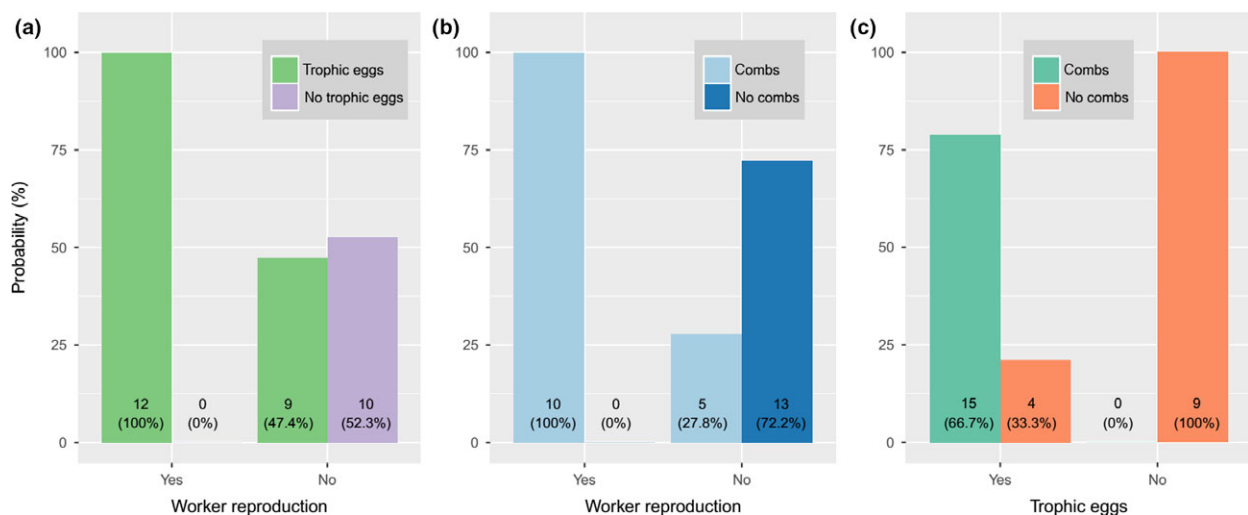 (a)
Probability (%)
100
75
50
25
0
Trophic eggs
No trophic eggs
12
(100%)
0
(0%)
9
(47.4%)
10
(52.3%)
Yes
No
Worker reproduction
(b)
100
75
50
25
0
Combs
No combs
10
(100%)
0
(0%)
5
(27.8%)
13
(72.2%)
Yes
No
Worker reproduction
(c)
100
75
50
25
0
Combs
No combs
15
(66.7%)
4
(33.3%)
0
(0%)
9
(100%)
Yes
No
Trophic eggs